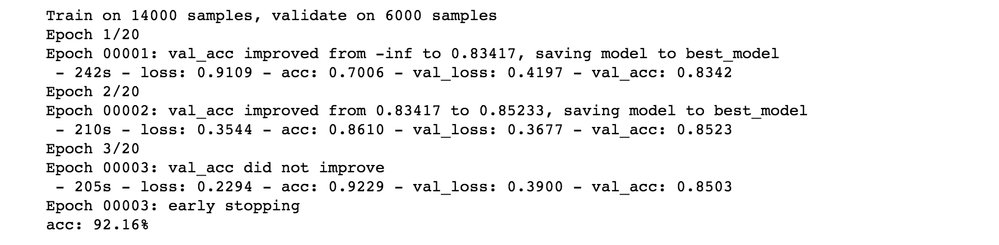 Train on 14000 samples, validate on 6000 samples
Epoch 1/20
Epoch 00001: val_acc improved from -inf to 0.83417, saving model to best_model
 - 242s - loss: 0.9109 - acc: 0.7006 - val_loss: 0.4197 - val_acc: 0.8342
Epoch 2/20
Epoch 00002: val_acc improved from 0.83417 to 0.85233, saving model to best_model
 - 210s - loss: 0.3544 - acc: 0.8610 - val_loss: 0.3677 - val_acc: 0.8523
Epoch 3/20
Epoch 00003: val_acc did not improve
 - 205s - loss: 0.2294 - acc: 0.9229 - val_loss: 0.3900 - val_acc: 0.8503
Epoch 00003: early stopping
acc: 92.16%